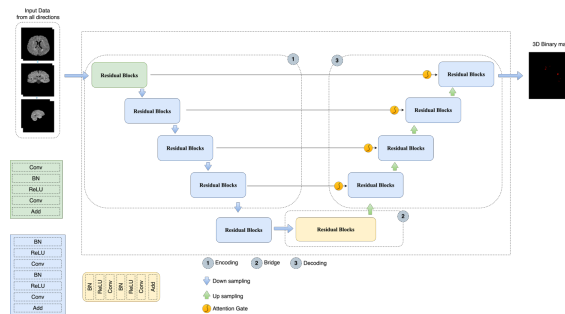 Input Data
from all directions
3D Binary ma
1
3
Residual Blocks
Residual Blocks
Residual Blocks
Residual Blocks
Residual Blocks
Residual Blocks
Residual Blocks
Residual Blocks
Residual Blocks
Residual Blocks
2
Conv
BN
ReLU
Conv
Add
BN
ReLU
Conv
BN
ReLU
Conv
Add
BN
ReLU
Conv
BN
ReLU
Conv
Add
1 Encoding 2 Bridge 3 Decoding
Down sampling
Up sampling
Attention Gate